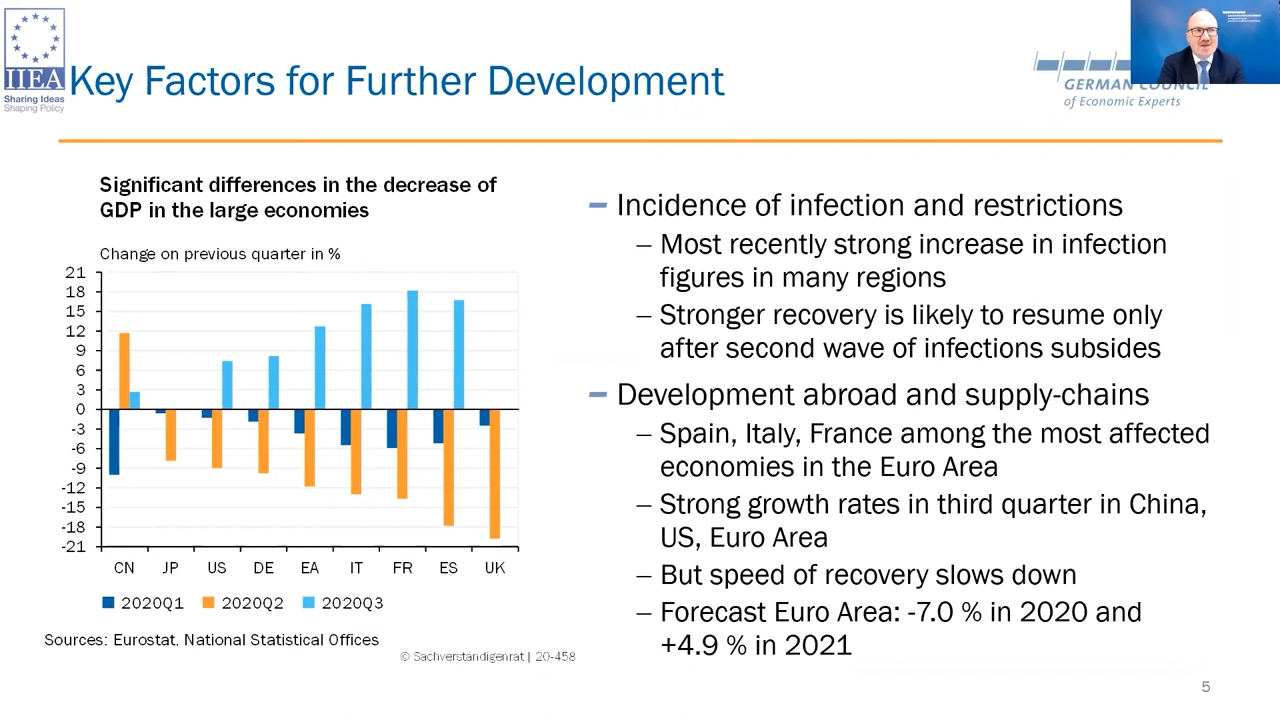 IIEA
Sharing Ideas
Shaping Policy
Key Factors for Further Development
GERMAN COUNCIL
of Economic Experts
Significant differences in the decrease of
GDP in the large economies
Change on previous quarter in %
21
18
15
12
9
6
3
0
-3
-6
-9
-12
-15
-18
-21
CN JP US DE EA IT FR ES UK
2020Q1 2020Q2 2020Q3
Sources: Eurostat, National Statistical Offices
© Sachverständigenrat | 20-458
– Incidence of infection and restrictions
– Most recently strong increase in infection
figures in many regions
– Stronger recovery is likely to resume only
after second wave of infections subsides
– Development abroad and supply-chains
– Spain, Italy, France among the most affected
economies in the Euro Area
– Strong growth rates in third quarter in China,
US, Euro Area
– But speed of recovery slows down
– Forecast Euro Area: -7.0 % in 2020 and
+4.9 % in 2021
5